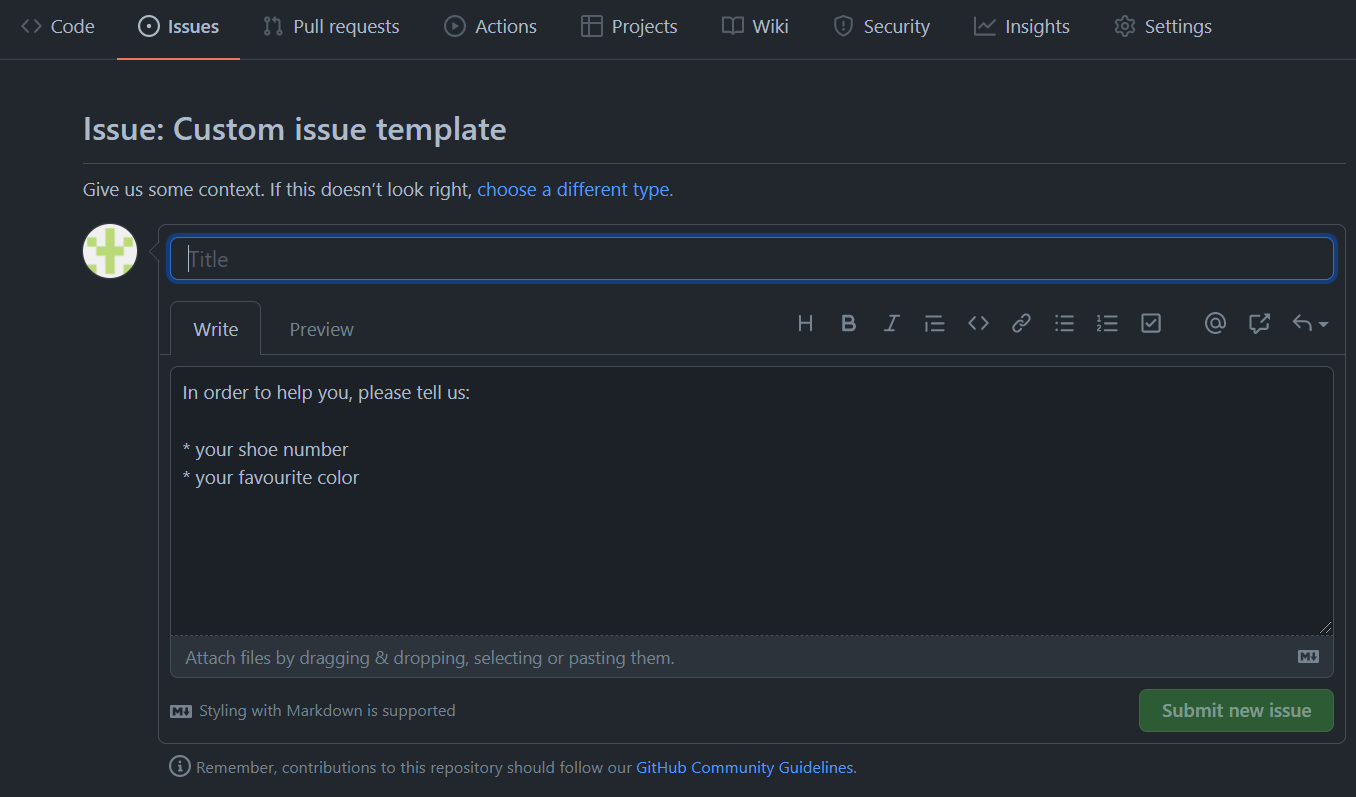 Code Issues Pull requests Actions Projects Wiki Security Insights Settings
Issue: Custom issue template
Give us some context. If this doesn’t look right, choose a different type.
Title
Write Preview
In order to help you, please tell us:
* your shoe number
* your favourite color
Attach files by dragging & dropping, selecting or pasting them.
Styling with Markdown is supported
Submit new issue
Remember, contributions to this repository should follow our GitHub Community Guidelines.